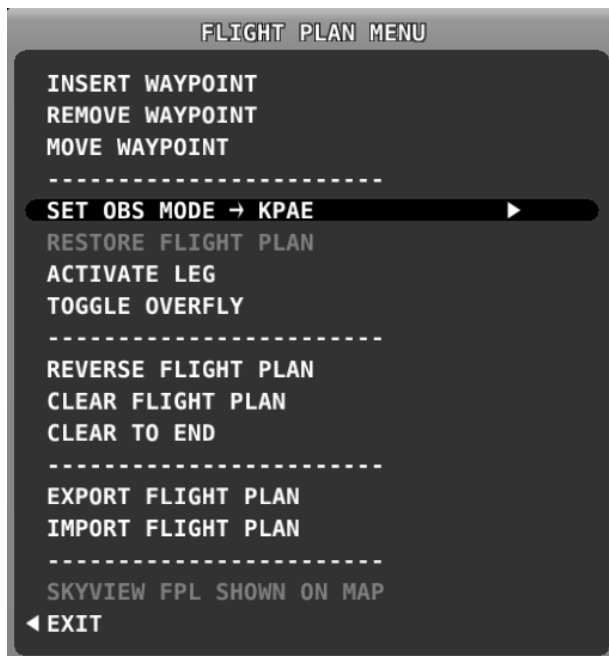 FLIGHT PLAN MENU
INSERT WAYPOINT
REMOVE WAYPOINT
MOVE WAYPOINT
------------------------
SET OBS MODE → KPAE ▶
RESTORE FLIGHT PLAN
ACTIVATE LEG
TOGGLE OVERFLY
------------------------
REVERSE FLIGHT PLAN
CLEAR FLIGHT PLAN
CLEAR TO END
------------------------
EXPORT FLIGHT PLAN
IMPORT FLIGHT PLAN
------------------------
SKYVIEW FPL SHOWN ON MAP
◀ EXIT